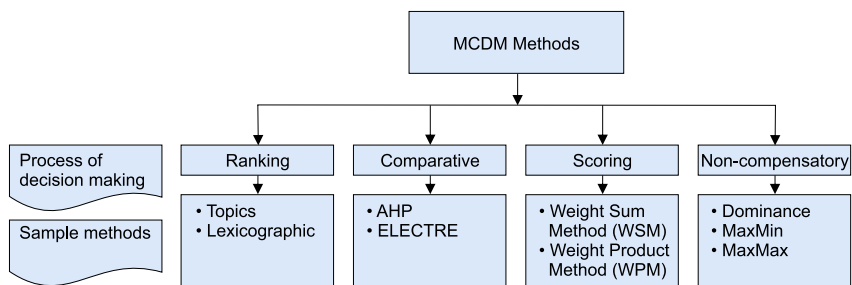 MCDM Methods
Process of
decision making
Ranking
Comparative
Scoring
Non-compensatory
Sample methods
• Topics
• Lexicographic
• AHP
• ELECTRE
• Weight Sum
Method (WSM)
• Weight Product
Method (WPM)
• Dominance
• MaxMin
• MaxMax